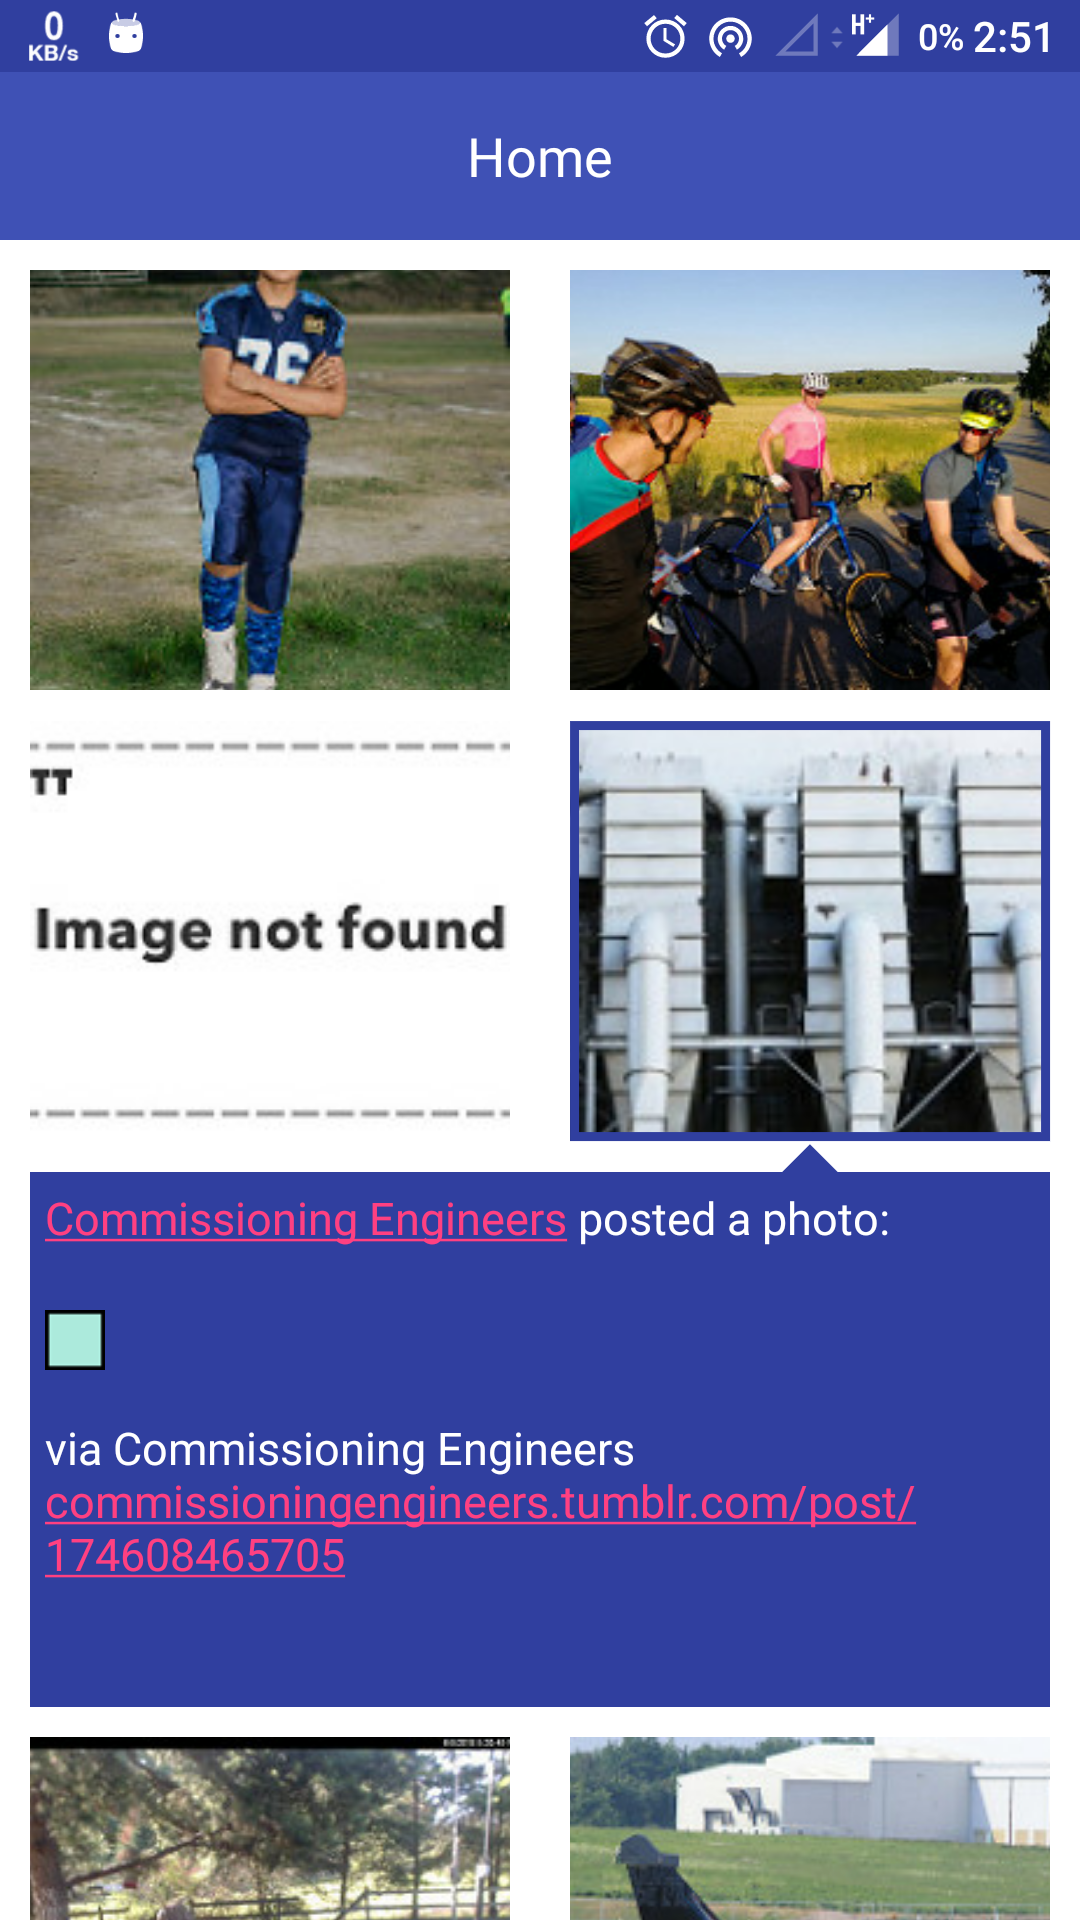 0
KB/s
H+
0% 2:51
Home
76
TT
Image not found
Commissioning Engineers posted a photo:
via Commissioning Engineers
commissioningengineers.tumblr.com/post/
174608465705